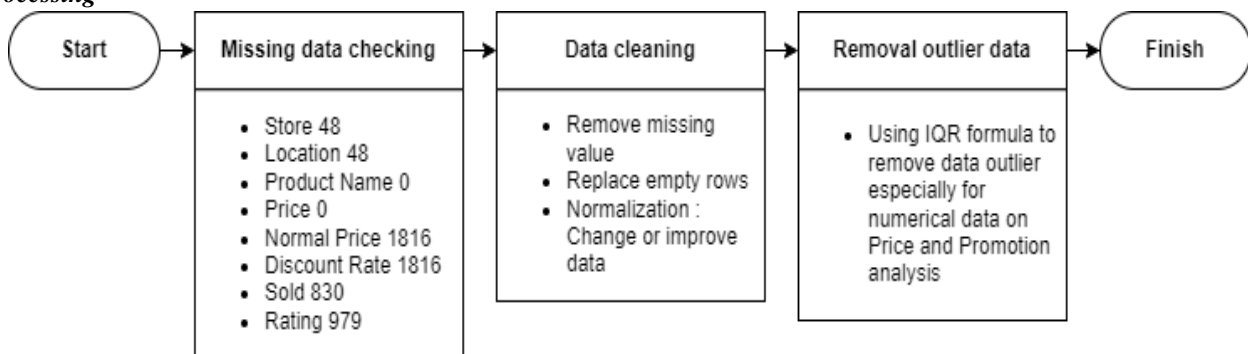 Start
Missing data checking
• Store 48
• Location 48
• Product Name 0
• Price 0
• Normal Price 1816
• Discount Rate 1816
• Sold 830
• Rating 979
Data cleaning
• Remove missing
value
• Replace empty rows
• Normalization :
Change or improve
data
Removal outlier data
• Using IQR formula to
remove data outlier
especially for
numerical data on
Price and Promotion
analysis
Finish